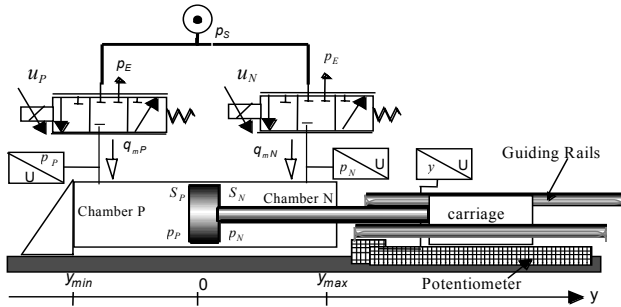 p_S
p_E
p_E
u_P
u_N
q_mP
q_mN
p_P
U
p_N
U
y
U
Guiding Rails
S_P
S_N
Chamber P
Chamber N
carriage
p_P
p_N
Potentiometer
y_min
0
y_max
y